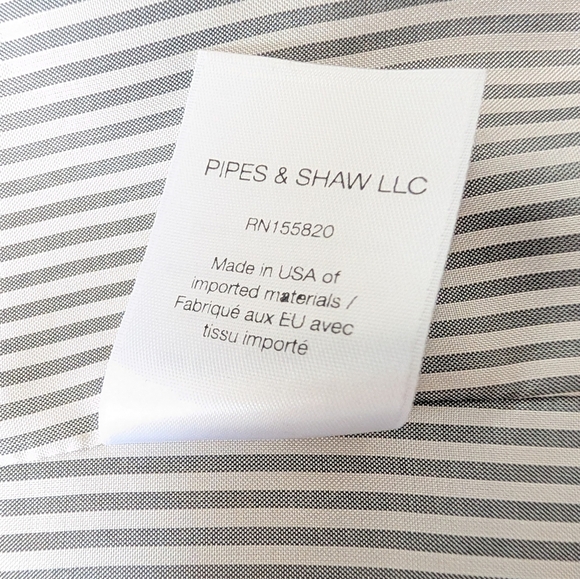 PIPES & SHAW LLC
RN155820
Made in USA of
imported materials /
Fabriqué aux EU avec
tissu importé